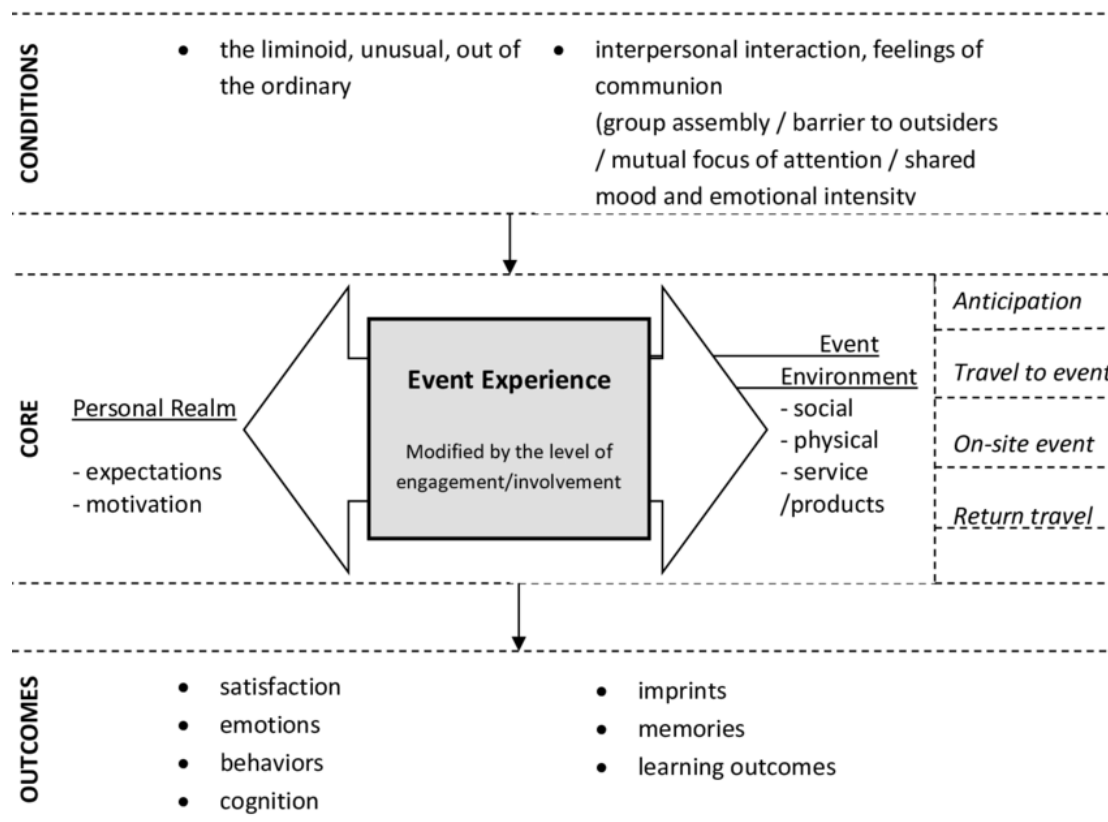 CONDITIONS
• the liminoid, unusual, out of
the ordinary
• interpersonal interaction, feelings of
communion
(group assembly / barrier to outsiders
/ mutual focus of attention / shared
mood and emotional intensity
CORE
Personal Realm
- expectations
- motivation
Event Experience
Modified by the level of
engagement/involvement
Event
Environment
- social
- physical
- service
/products
Anticipation
Travel to event
On-site event
Return travel
OUTCOMES
• satisfaction
• emotions
• behaviors
• cognition
• imprints
• memories
• learning outcomes